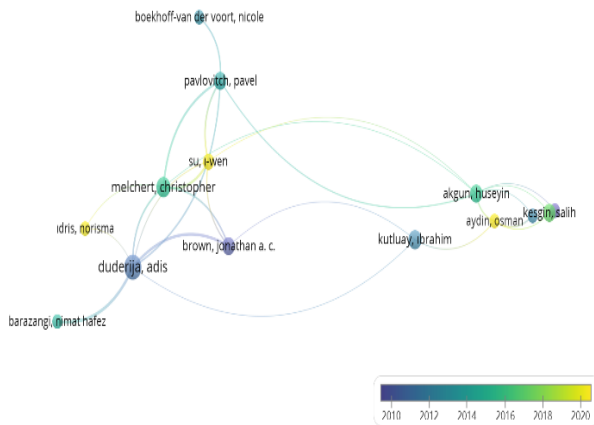 boekhoff-van der voort, nicole
pavlovitch, pavel
su, i-wen
melchert, christopher
akgun, huseyin
kesgin, salih
aydin, osman
idris, norisma
brown, jonathan a. c.
kutluay, ibrahim
duderija, adis
barazangi, nimat hafez
2010 2012 2014 2016 2018 2020